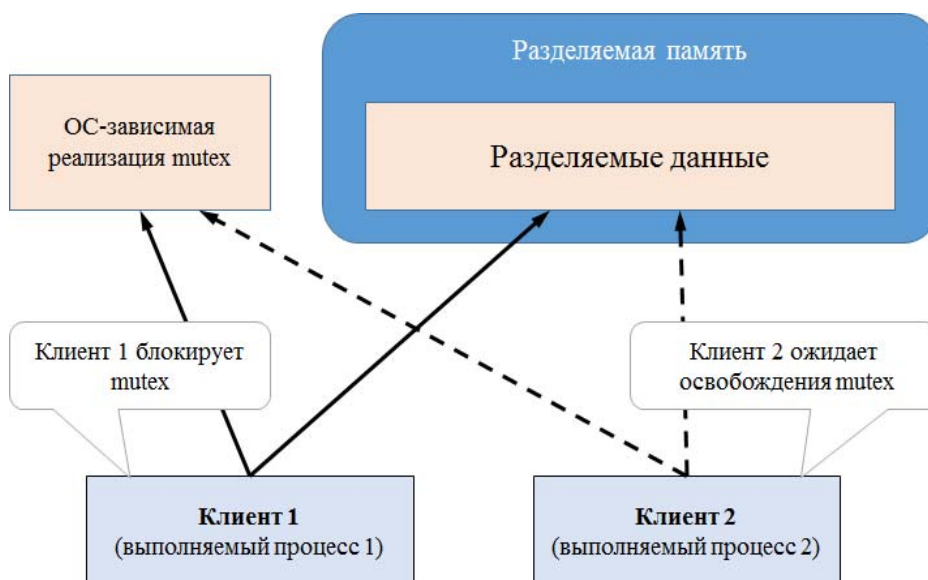 Разделяемая память
ОС-зависимая
реализация mutex
Разделяемые данные
Клиент 1 блокирует
mutex
Клиент 2 ожидает
освобождения mutex
Клиент 1
(выполняемый процесс 1)
Клиент 2
(выполняемый процесс 2)